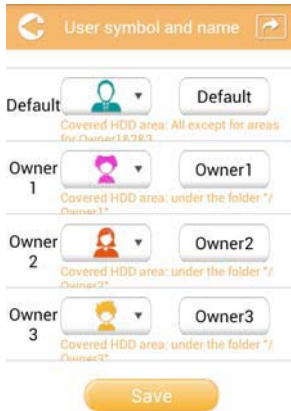 User symbol and name
Default
Default
Covered HDD area: All except for areas
for Owner1&2&3
Owner
1
Owner1
Covered HDD area: under the folder "/
Owner1"
Owner
2
Owner2
Covered HDD area: under the folder "/
Owner2"
Owner
3
Owner3
Covered HDD area: under the folder "/
Owner3"
Save